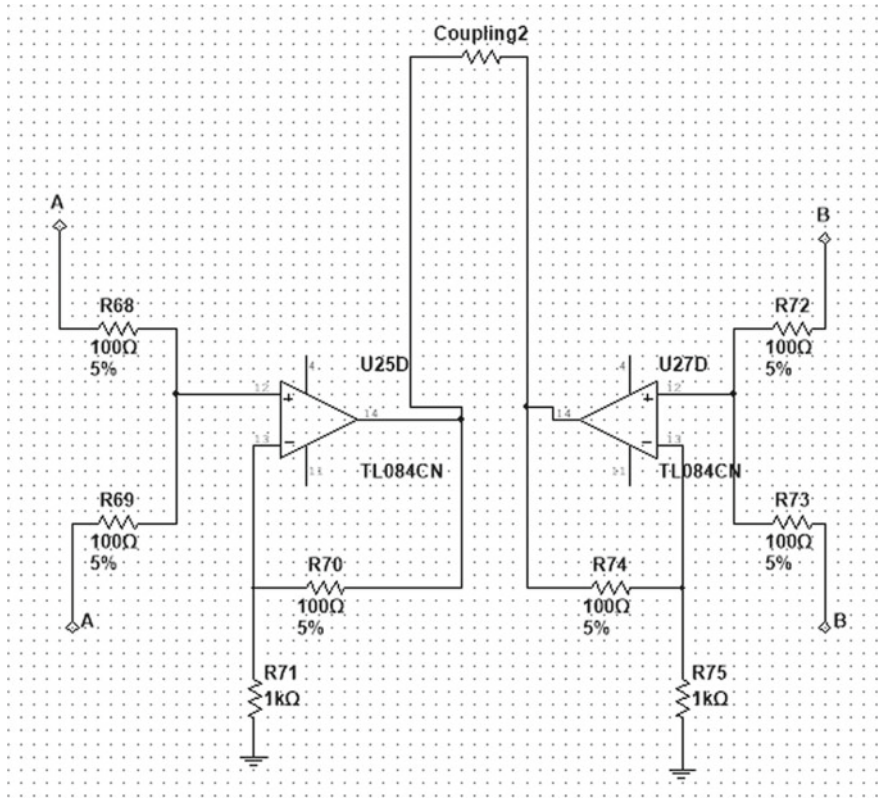 Coupling2
A
B
R68
100Ω
5%
R72
100Ω
5%
4
U25D
12
+
14
13
−
11
TL084CN
4
U27D
12
+
14
13
−
11
TL084CN
R69
100Ω
5%
R73
100Ω
5%
R70
100Ω
5%
R74
100Ω
5%
A
B
R71
1kΩ
R75
1kΩ